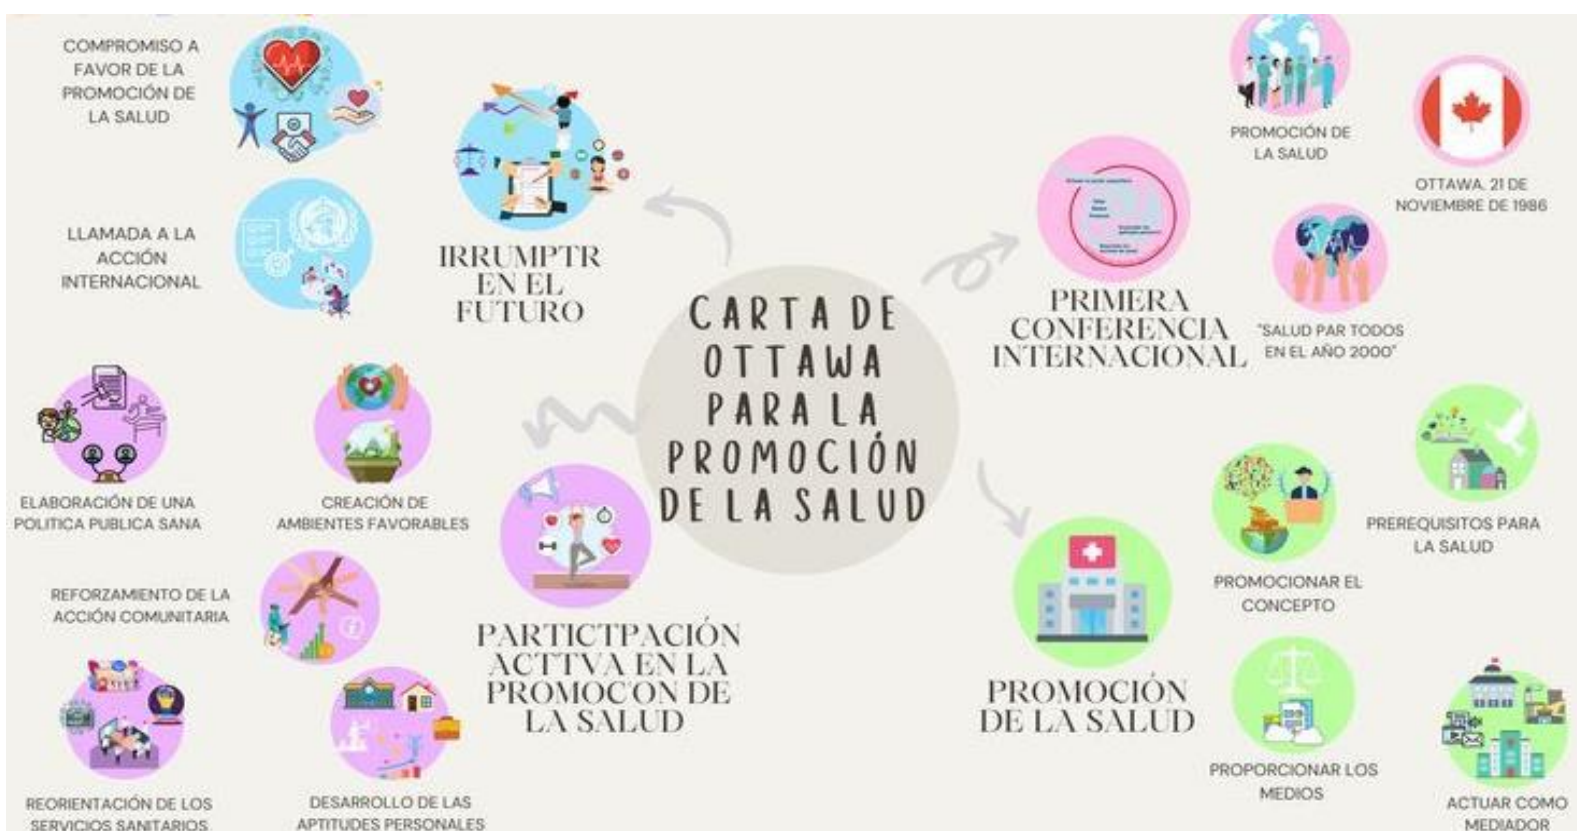 COMPROMISO A
FAVOR DE LA
PROMOCIÓN DE
LA SALUD
LLAMADA A LA
ACCIÓN
INTERNACIONAL
IRRUMPTR
EN EL
FUTURO
CARTA DE
OTTAWA
PARA LA
PROMOCIÓN
DE LA SALUD
PRIMERA
CONFERENCIA
INTERNACIONAL
PROMOCIÓN DE
LA SALUD
OTTAWA. 21 DE
NOVIEMBRE DE 1986
"SALUD PAR TODOS
EN EL AÑO 2000"
ELABORACIÓN DE UNA
POLITICA PUBLICA SANA
CREACIÓN DE
AMBIENTES FAVORABLES
REFORZAMIENTO DE LA
ACCIÓN COMUNITARIA
REORIENTACIÓN DE LOS
SERVICIOS SANITARIOS
DESARROLLO DE LAS
APTITUDES PERSONALES
PARTICTPACIÓN
ACTTVA EN LA
PROMOCON DE
LA SALUD
PROMOCIÓN
DE LA SALUD
PREREQUISITOS PARA
LA SALUD
PROMOCIONAR EL
CONCEPTO
PROPORCIONAR LOS
MEDIOS
ACTUAR COMO
MEDIADOR